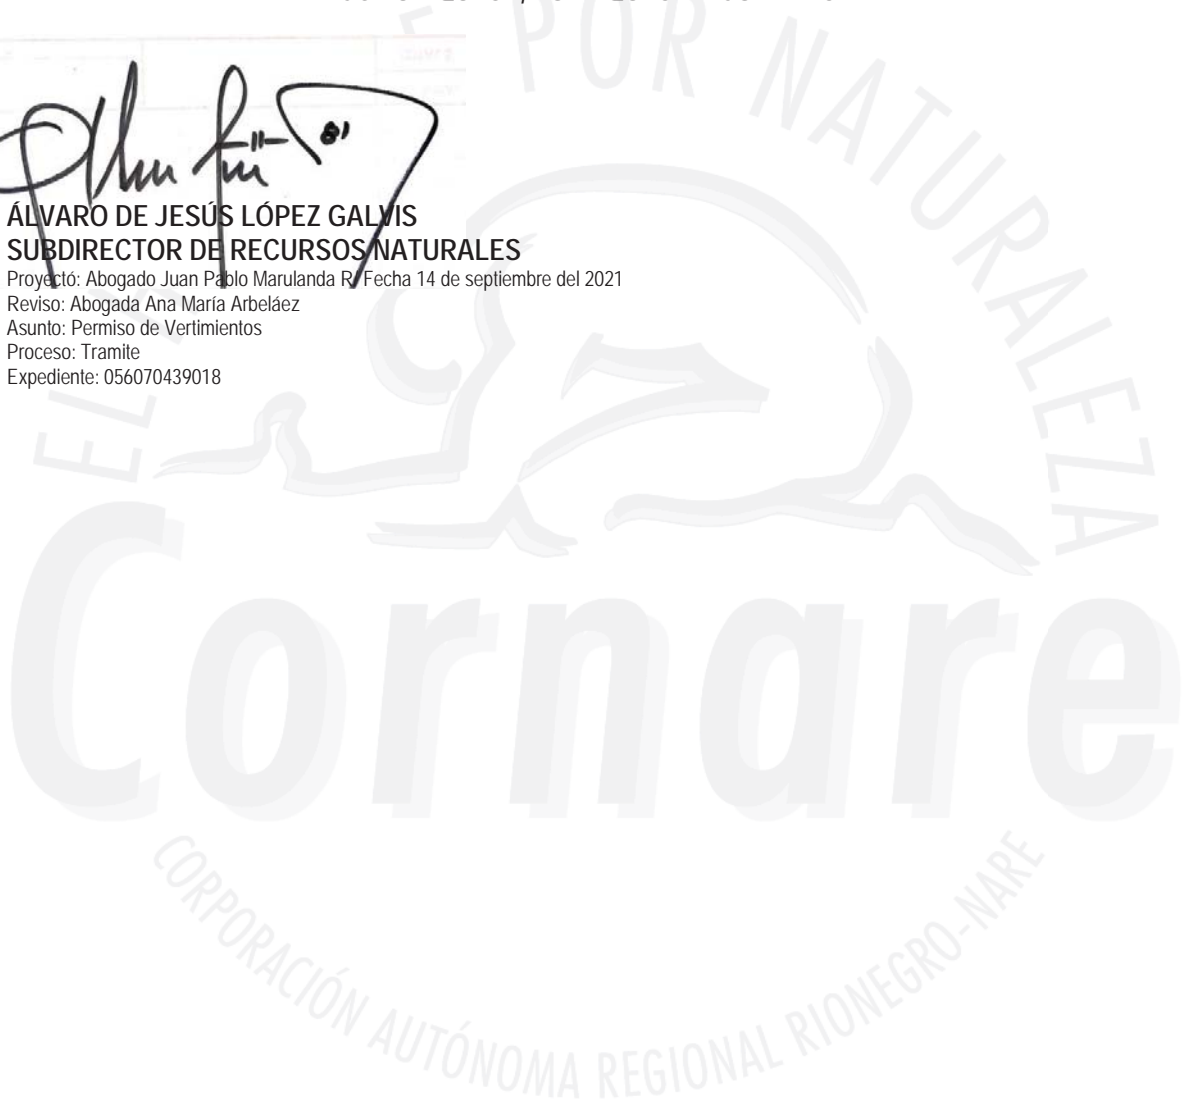 ÁLVARO DE JESÚS LÓPEZ GALVIS
SUBDIRECTOR DE RECURSOS NATURALES
Proyectó: Abogado Juan Pablo Marulanda R/ Fecha 14 de septiembre del 2021
Reviso: Abogada Ana María Arbeláez
Asunto: Permiso de Vertimientos
Proceso: Tramite
Expediente: 056070439018
POR NATURALEZA
Cornare
CORPORACIÓN AUTÓNOMA REGIONAL RIONEGRO-NARE